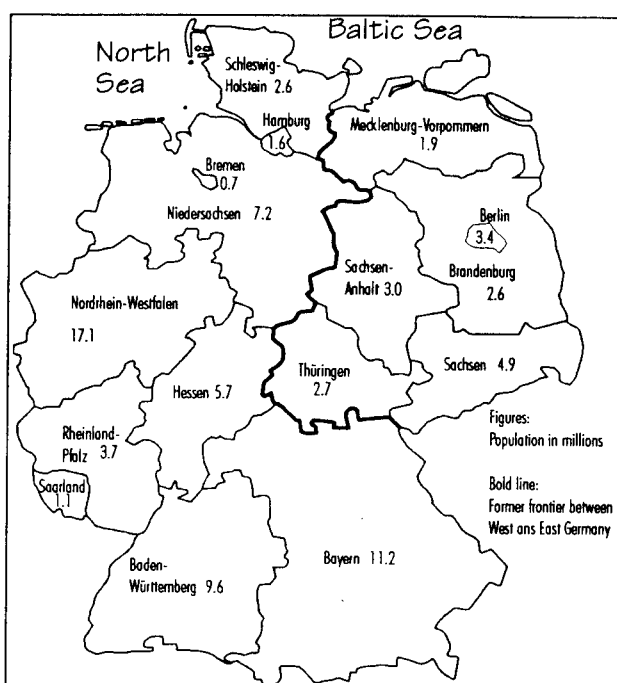 Baltic Sea
North
Sea
Schleswig-
Holstein 2.6
Hamburg
1.6
Mecklenburg-Vorpommern
1.9
Bremen
0.7
Niedersachsen 7.2
Berlin
3.4
Brandenburg
2.6
Sachsen-
Anhalt 3.0
Nordrhein-Westfalen
17.1
Hessen 5.7
Thüringen
2.7
Sachsen 4.9
Rheinland-
Pfalz 3.7
Saarland
1.1
Baden-
Württemberg 9.6
Bayern 11.2
Figures:
Population in millions
Bold line:
Former frontier between
West ans East Germany